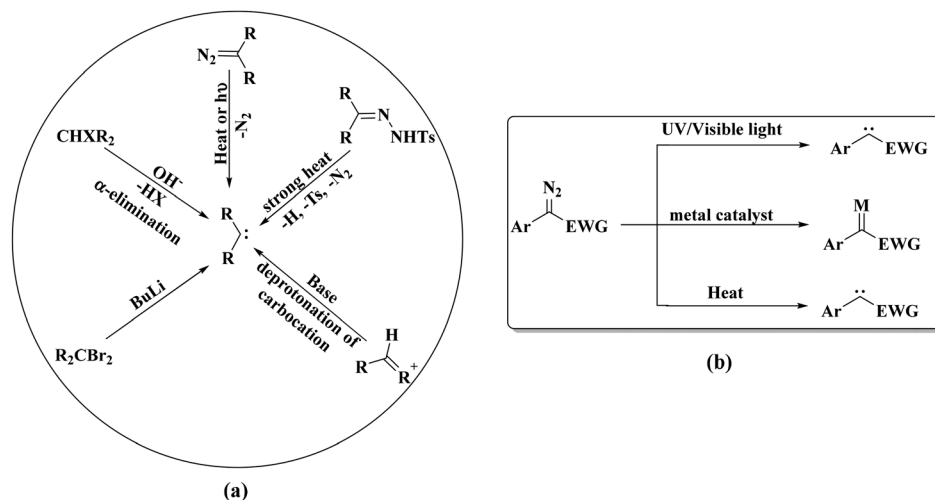 R
N₂
R
Heat or hυ
-N₂
R
N
R
NHTs
strong heat
-H, -Ts, -N₂
CHXR₂
OH⁻
-HX
α-elimination
R
:
R
BuLi
R₂CBr₂
Base
deprotonation of
carbocation
H
R
R
+
(a)
UV/Visible light
Ar
EWG
N₂
Ar
EWG
metal catalyst
M
Ar
EWG
Heat
Ar
EWG
(b)